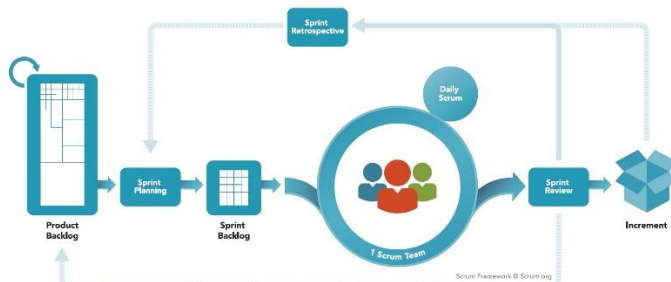 Sprint
Retrospective
Daily
Scrum
Sprint
Planning
Sprint
Review
Product
Backlog
Sprint
Backlog
1 Scrum Team
Increment
Scrum Framework © Scrum.org